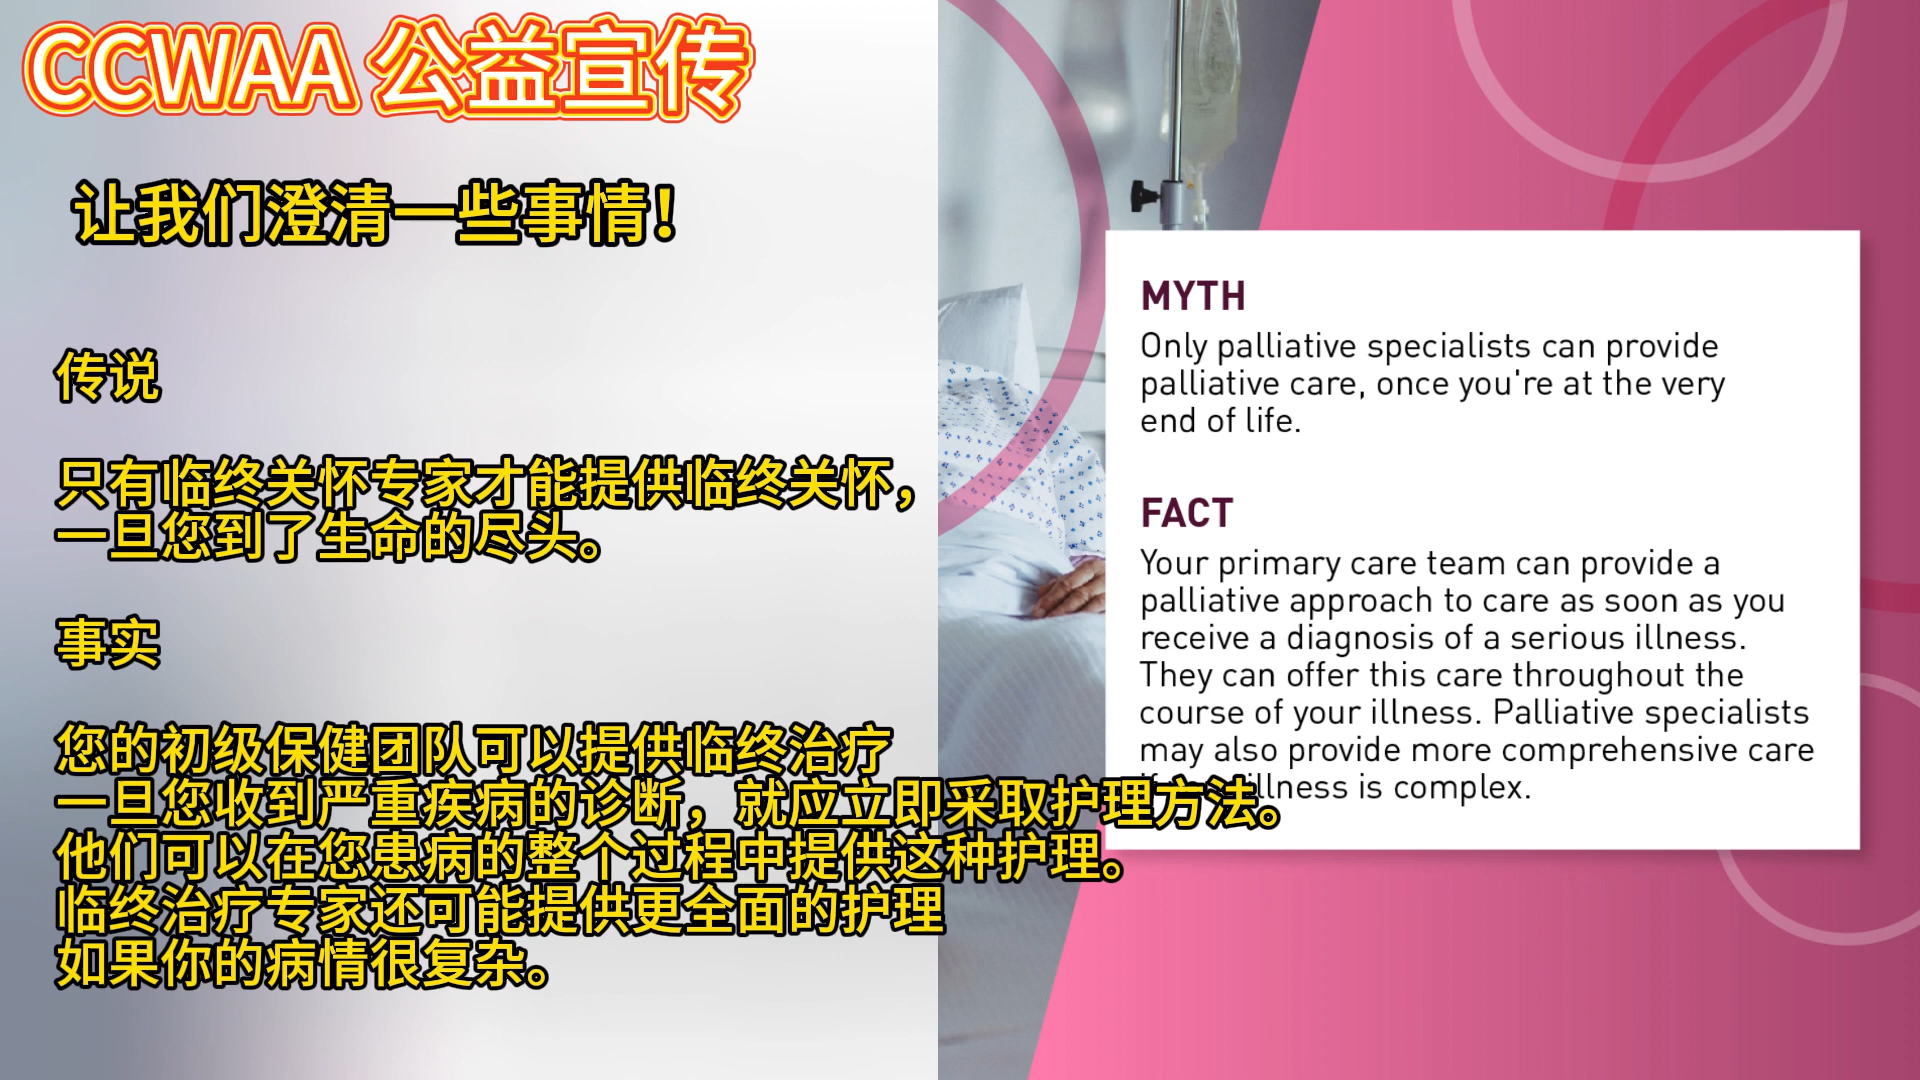 CCWAA 公益宣传
让我们澄清一些事情！
传说
只有临终关怀专家才能提供临终关怀，
一旦您到了生命的尽头。
事实
您的初级保健团队可以提供临终治疗
一旦您收到严重疾病的诊断，就应立即采取护理方法。
他们可以在您患病的整个过程中提供这种护理。
临终治疗专家还可能提供更全面的护理
如果你的病情很复杂。
MYTH
Only palliative specialists can provide
palliative care, once you're at the very
end of life.
FACT
Your primary care team can provide a
palliative approach to care as soon as you
receive a diagnosis of a serious illness.
They can offer this care throughout the
course of your illness. Palliative specialists
may also provide more comprehensive care
illness is complex.